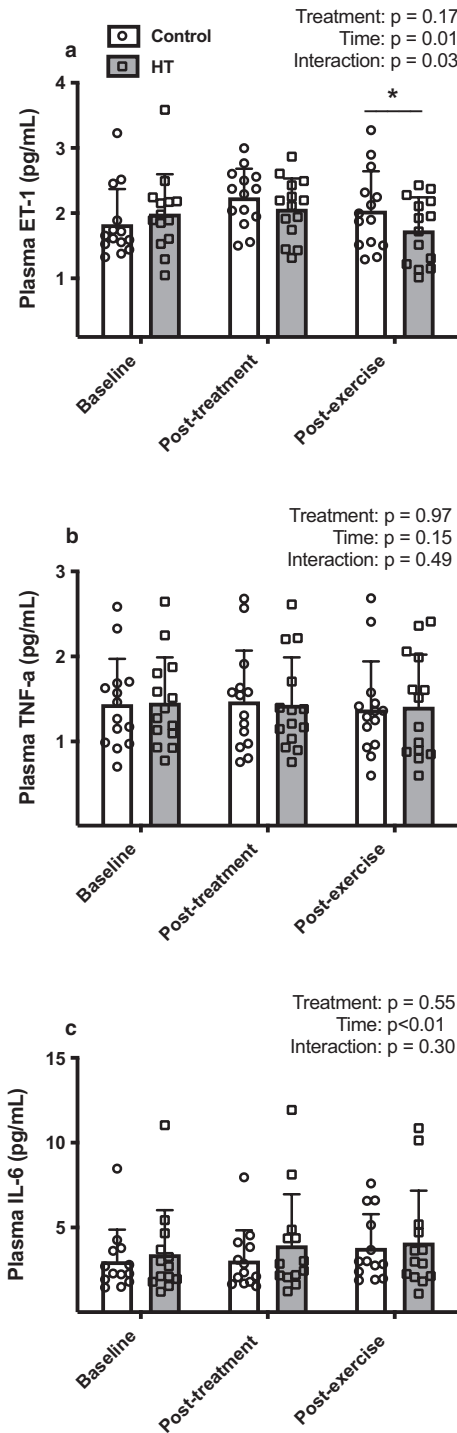 Treatment: p = 0.17
Time: p = 0.01
Interaction: p = 0.03
a
Control
HT
*
Plasma ET-1 (pg/mL)
4
3
2
1
Baseline
Post-treatment
Post-exercise
Treatment: p = 0.97
Time: p = 0.15
Interaction: p = 0.49
b
Plasma TNF-a (pg/mL)
3
2
1
Baseline
Post-treatment
Post-exercise
Treatment: p = 0.55
Time: p<0.01
Interaction: p = 0.30
c
Plasma IL-6 (pg/mL)
15
10
5
Baseline
Post-treatment
Post-exercise